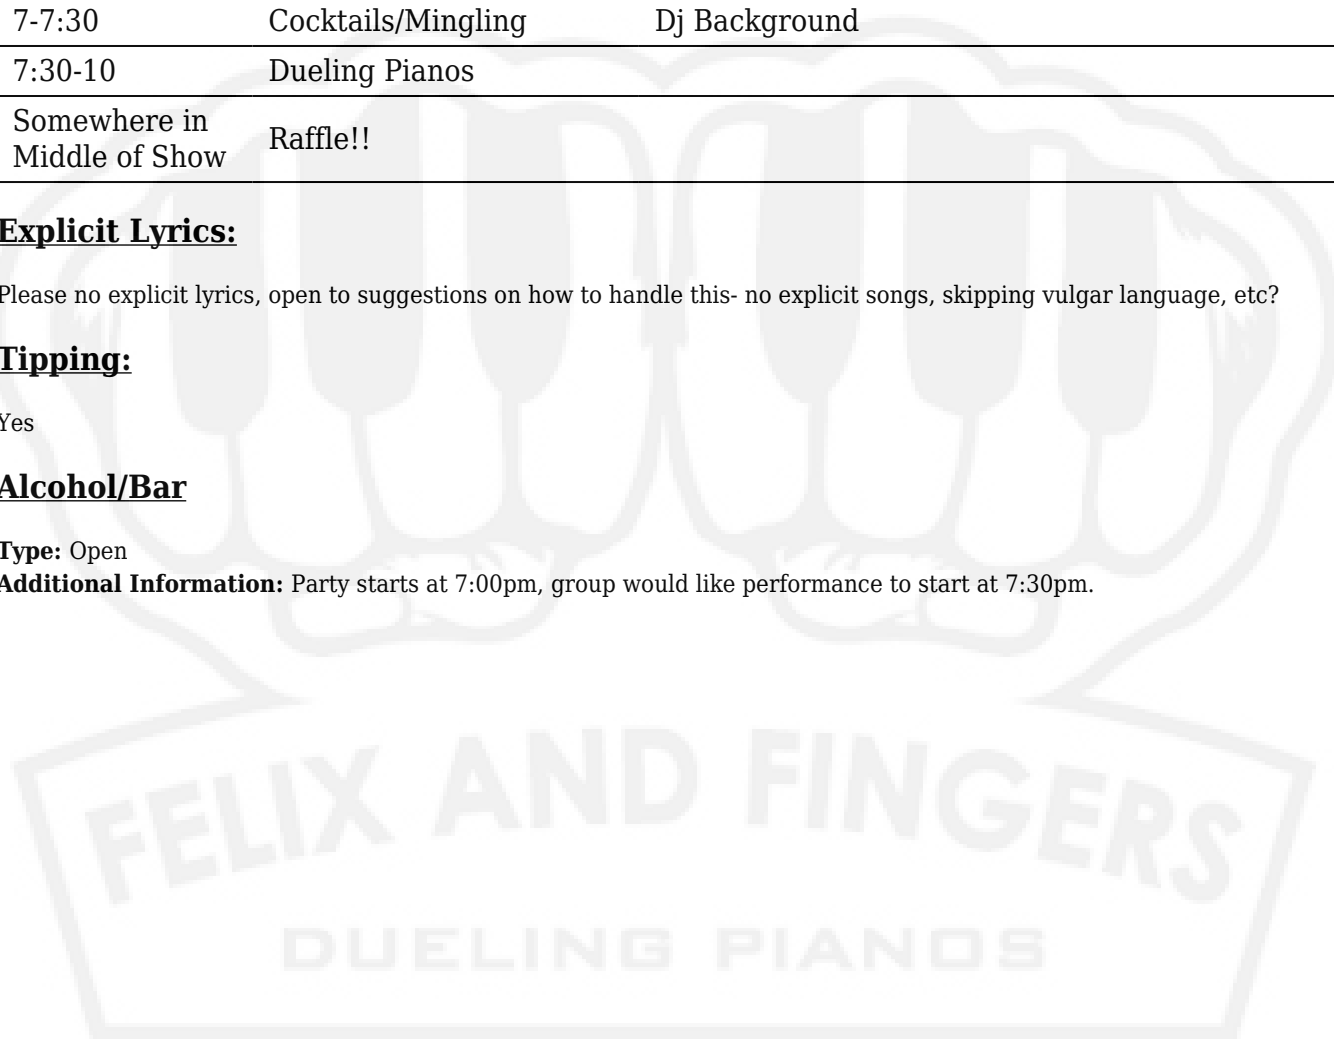 7-7:30 Cocktails/Mingling Dj Background
7:30-10 Dueling Pianos
Somewhere in
Middle of Show Raffle!!
Explicit Lyrics:
Please no explicit lyrics, open to suggestions on how to handle this- no explicit songs, skipping vulgar language, etc?
Tipping:
Yes
Alcohol/Bar
Type: Open
Additional Information: Party starts at 7:00pm, group would like performance to start at 7:30pm.
FELIX AND FINGERS
DUELING PIANOS